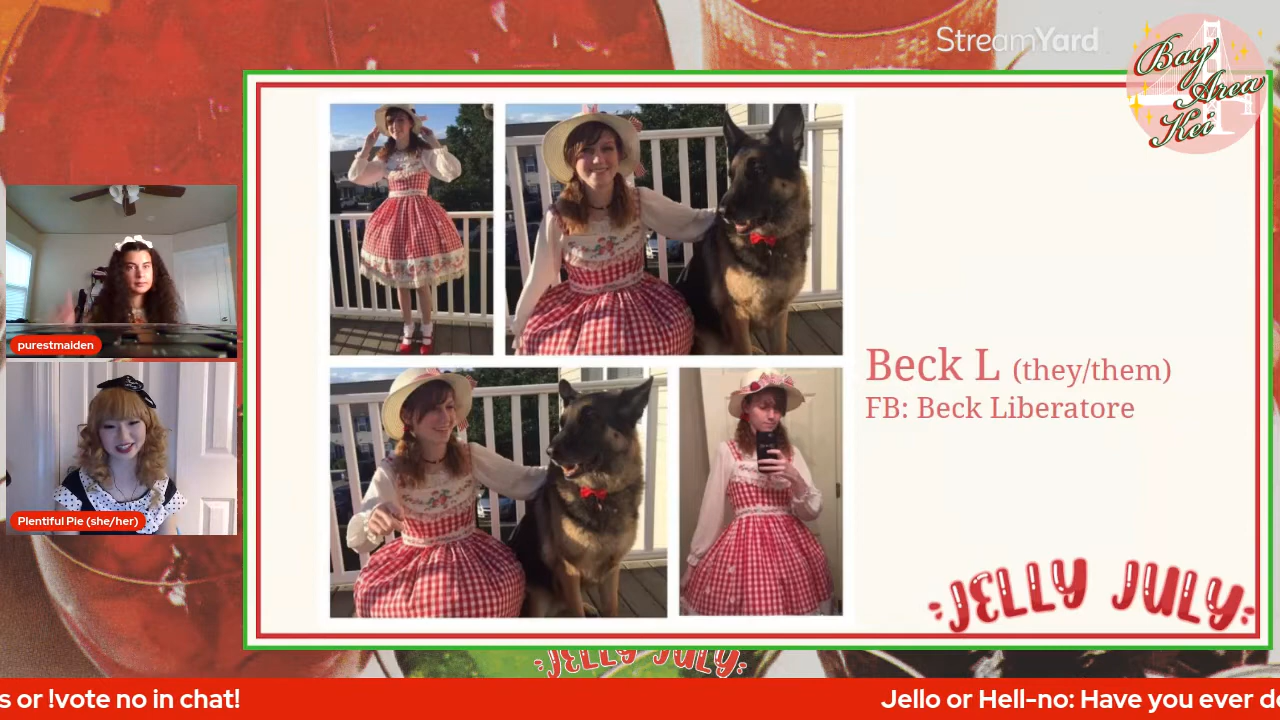 StreamYard
Bay
Area
Kei
purestmaiden
Plentiful Pie (she/her)
Beck L (they/them)
FB: Beck Liberatore
JELLY JULY
JELLY JULY
s or !vote no in chat!
Jello or Hell-no: Have you ever d